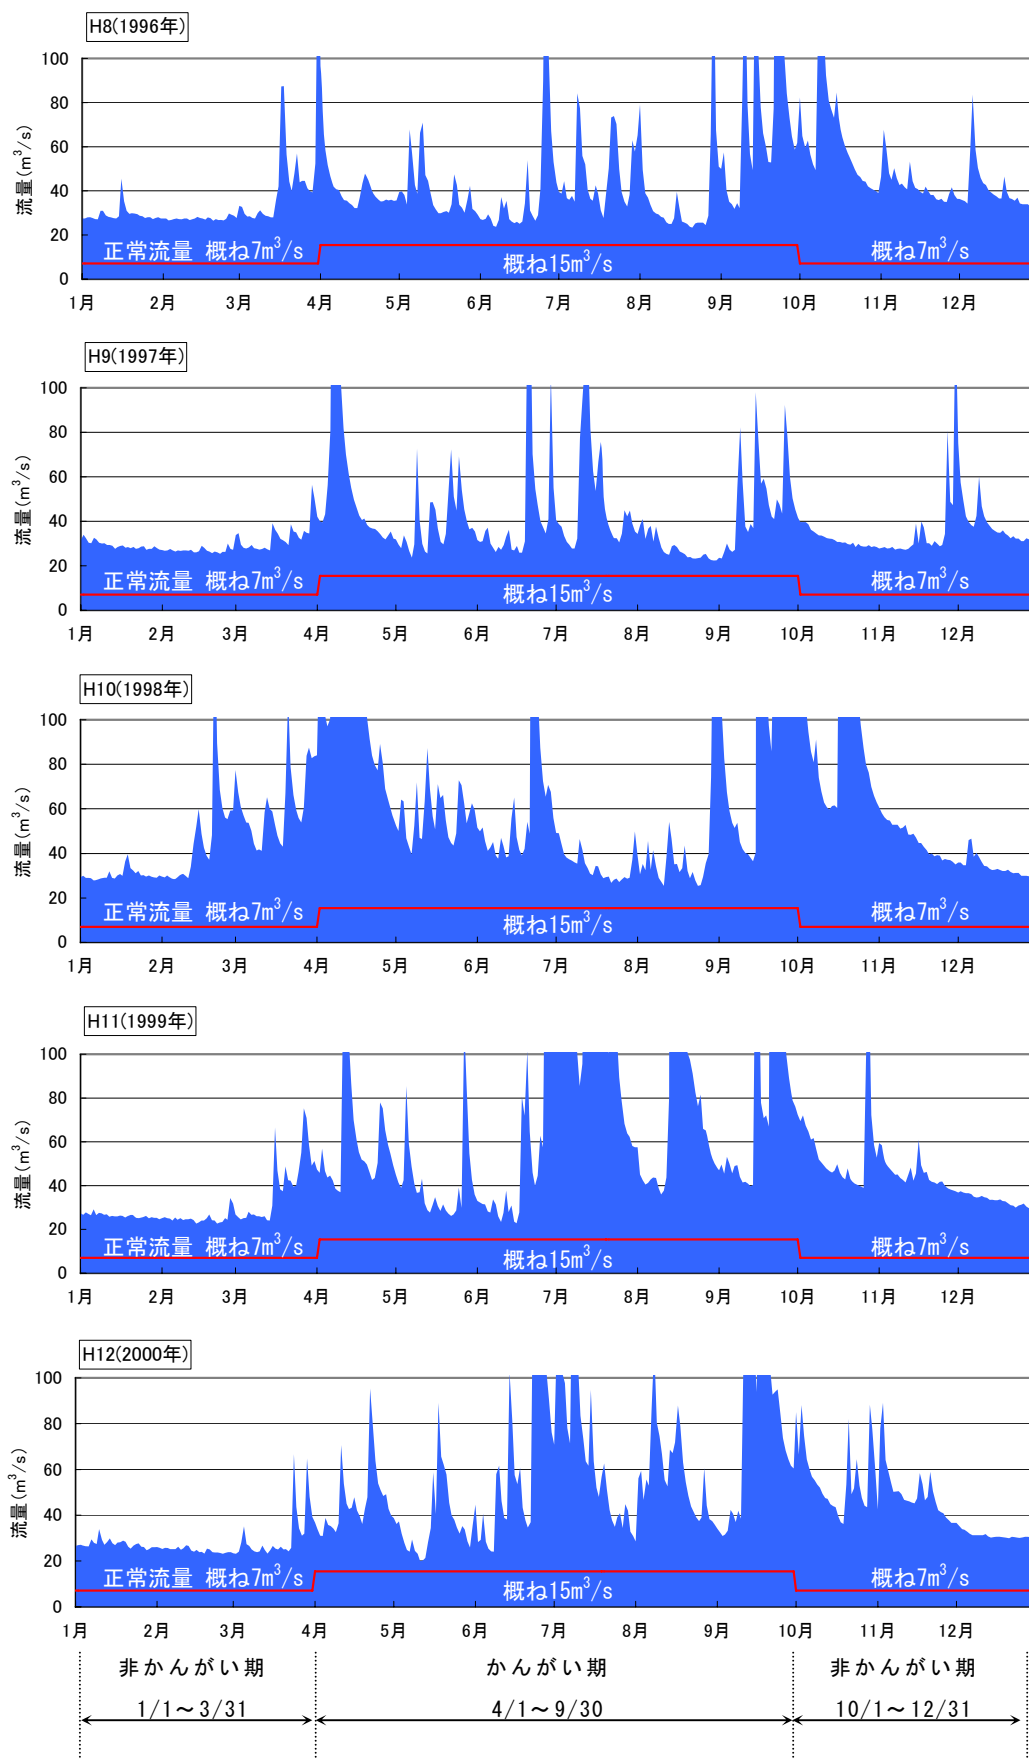 H8(1996年)
流量(m³/s)
100
80
60
40
20
0
正常流量 概ね7m³/s
概ね15m³/s
概ね7m³/s
1月 2月 3月 4月 5月 6月 7月 8月 9月 10月 11月 12月
H9(1997年)
流量(m³/s)
100
80
60
40
20
0
正常流量 概ね7m³/s
概ね15m³/s
概ね7m³/s
1月 2月 3月 4月 5月 6月 7月 8月 9月 10月 11月 12月
H10(1998年)
流量(m³/s)
100
80
60
40
20
0
正常流量 概ね7m³/s
概ね15m³/s
概ね7m³/s
1月 2月 3月 4月 5月 6月 7月 8月 9月 10月 11月 12月
H11(1999年)
流量(m³/s)
100
80
60
40
20
0
正常流量 概ね7m³/s
概ね15m³/s
概ね7m³/s
1月 2月 3月 4月 5月 6月 7月 8月 9月 10月 11月 12月
H12(2000年)
流量(m³/s)
100
80
60
40
20
0
正常流量 概ね7m³/s
概ね15m³/s
概ね7m³/s
1月 2月 3月 4月 5月 6月 7月 8月 9月 10月 11月 12月
非かんがい期 かんがい期 非かんがい期
1/1～3/31 4/1～9/30 10/1～12/31